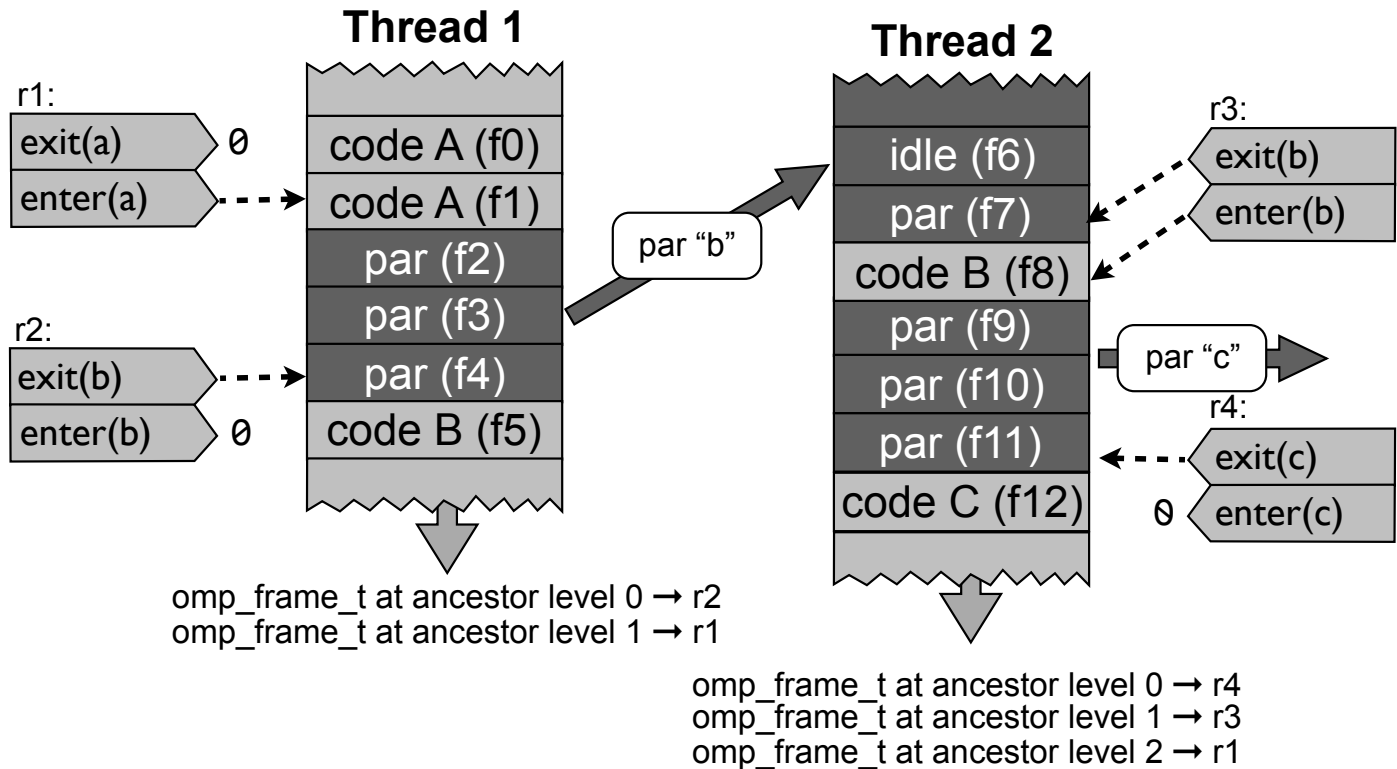 Thread 1
r1:
exit(a)
0
enter(a)
code A (f0)
code A (f1)
par (f2)
par (f3)
par (f4)
code B (f5)
r2:
exit(b)
enter(b)
0
omp_frame_t at ancestor level 0 → r2
omp_frame_t at ancestor level 1 → r1
par “b”
Thread 2
idle (f6)
par (f7)
code B (f8)
par (f9)
par (f10)
par (f11)
code C (f12)
r3:
exit(b)
enter(b)
par “c”
r4:
exit(c)
0
enter(c)
omp_frame_t at ancestor level 0 → r4
omp_frame_t at ancestor level 1 → r3
omp_frame_t at ancestor level 2 → r1